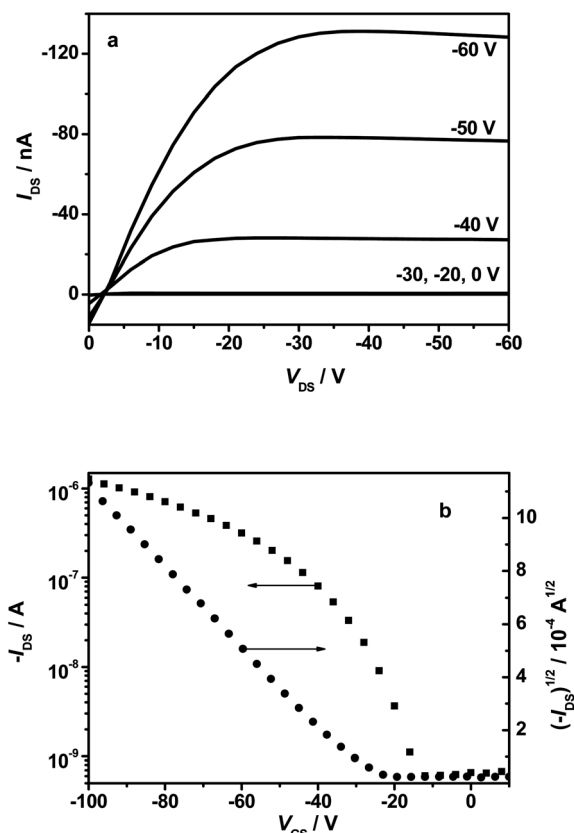 a
-120
-80
-40
0
I_DS / nA
-60 V
-50 V
-40 V
-30, -20, 0 V
0 -10 -20 -30 -40 -50 -60
V_DS / V
b
10^-6
10^-7
10^-8
10^-9
-I_DS / A
10
8
6
4
2
(-I_DS)^1/2 / 10^-4 A^1/2
-100 -80 -60 -40 -20 0
V_GS / V